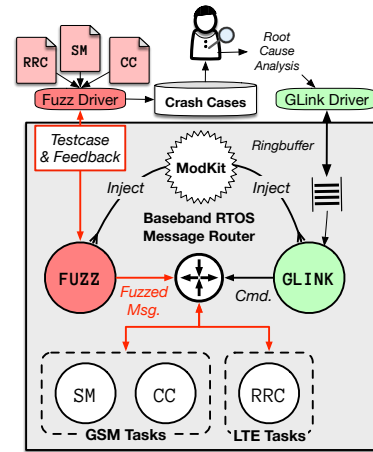 SM
RRC
CC
Root
Cause
Analysis
Fuzz Driver
Crash Cases
GLink Driver
Testcase
& Feedback
Ringbuffer
ModKit
Inject
Inject
Baseband RTOS
Message Router
FUZZ
GLINK
Fuzzed
Msg.
Cmd.
SM
CC
RRC
GSM Tasks
LTE Tasks